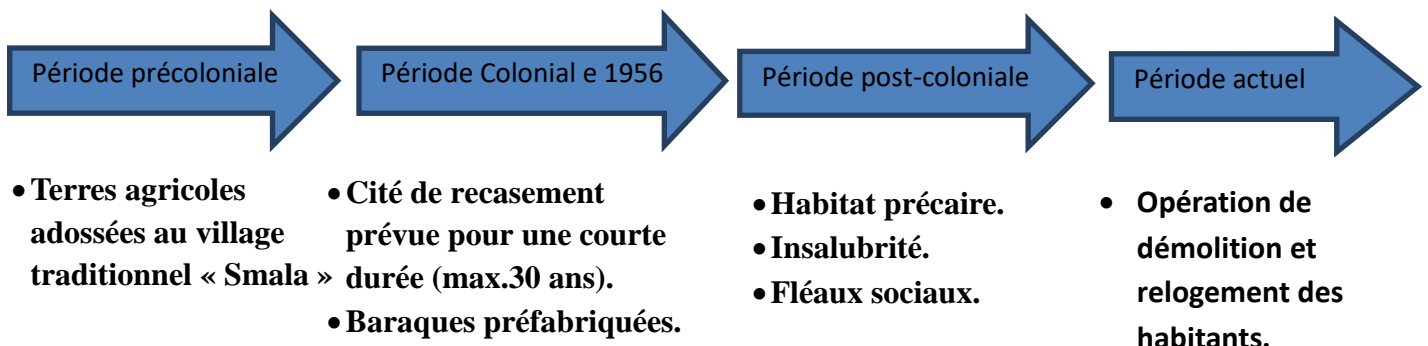 Période précoloniale
Période Colonial e 1956
Période post-coloniale
Période actuel
• Terres agricoles
adossées au village
traditionnel « Smala »
• Cité de recasement
prévue pour une courte
durée (max.30 ans).
• Baraques préfabriquées.
• Habitat précaire.
• Insalubrité.
• Fléaux sociaux.
• Opération de
démolition et
relogement des
habitants.